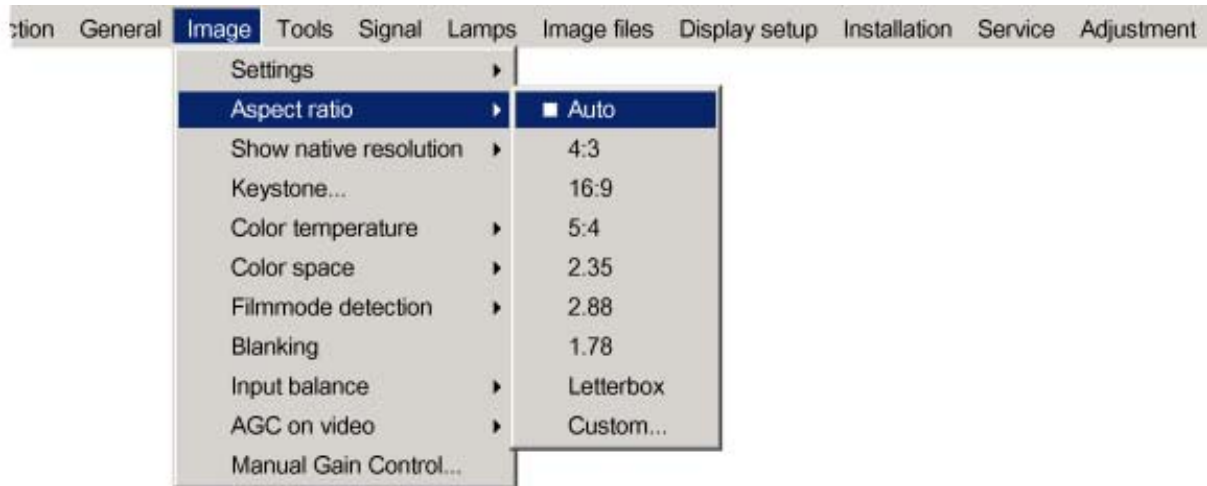 ction General Image Tools Signal Lamps Image files Display setup Installation Service Adjustment
Settings
Aspect ratio
Show native resolution
Keystone...
Color temperature
Color space
Filmmode detection
Blanking
Input balance
AGC on video
Manual Gain Control...
Auto
4:3
16:9
5:4
2.35
2.88
1.78
Letterbox
Custom...